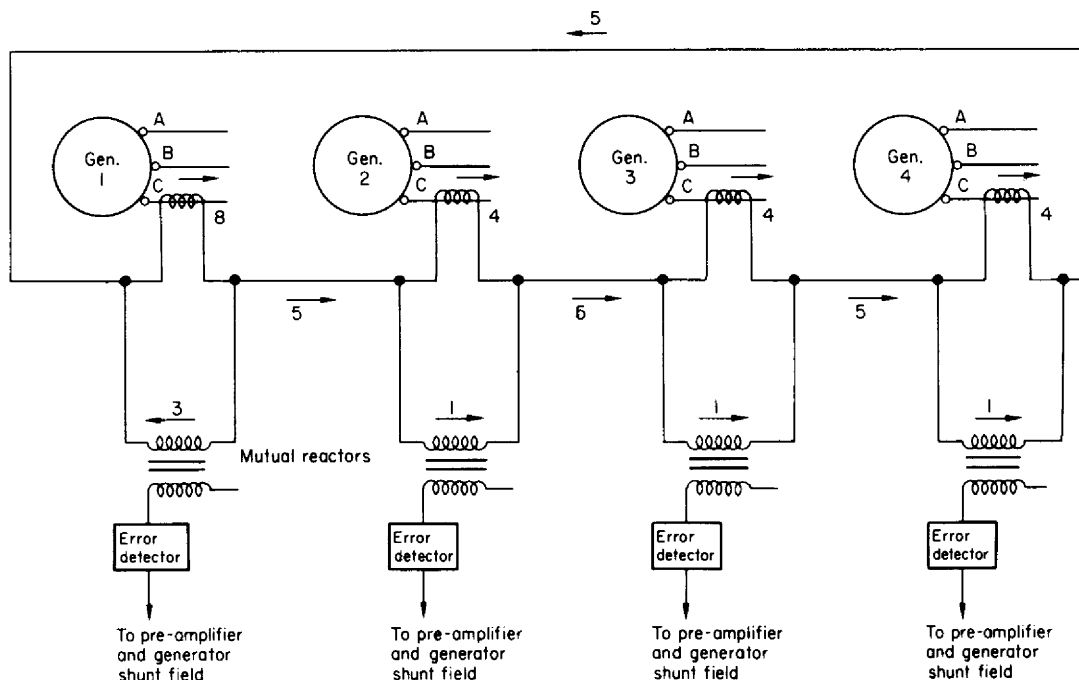 5
A
B
C
Gen.
1
8
A
B
C
Gen.
2
4
A
B
C
Gen.
3
4
A
B
C
Gen.
4
4
5
6
5
3
1
1
1
Mutual reactors
Error
detector
Error
detector
Error
detector
Error
detector
To pre-amplifier
and generator
shunt field
To pre-amplifier
and generator
shunt field
To pre-amplifier
and generator
shunt field
To pre-amplifier
and generator
shunt field